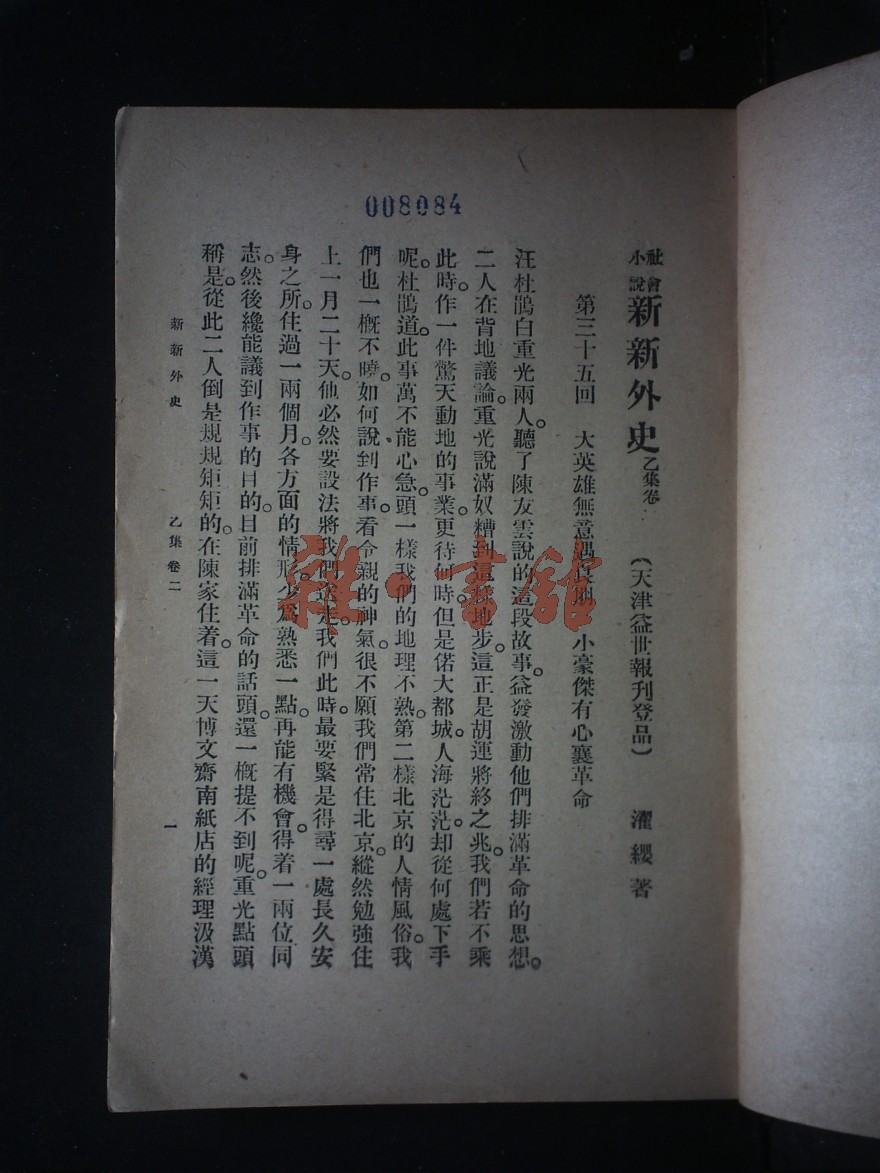 008084
社會小說 新新外史 乙集卷 (天津益世報刊登品) 濯纓著
第三十五回 大英雄無意遇 小豪傑有心襄革命
汪杜鵑白重光兩人。聽了陳友雲說的這段故事。益發激動他們排滿革命的思想。
二人在背地議論。重光說滿奴糟到這 地步。這正是胡運將終之兆。我們若不乘
此時。作一件驚天動地的事業。更待何時。但是偌大都城。人海茫茫。却從何處下手
呢。杜鵑道。此事萬不能心急。頭一樣我們的地理不熟。第二樣北京的人情風俗。我
們也一概不曉。如何說到作事。看令親的神氣。很不願我們常住北京。縱然勉強住
上一月二十天。他必然要設法將我們送走。我們此時。最要緊是得尋一處長久安
身之所。住過一兩個月。各方面的情形。少爲熟悉一點。再能有機會。得着一兩位同
志。然後纔能議到作事的目的。目前排滿革命的話頭。還一概提不到呢。重光點頭
稱是。從此二人倒是規規矩矩的。在陳家住着。這一天博文齋南紙店的經理汲漢
新新外史 乙集卷二 一
雜·書館